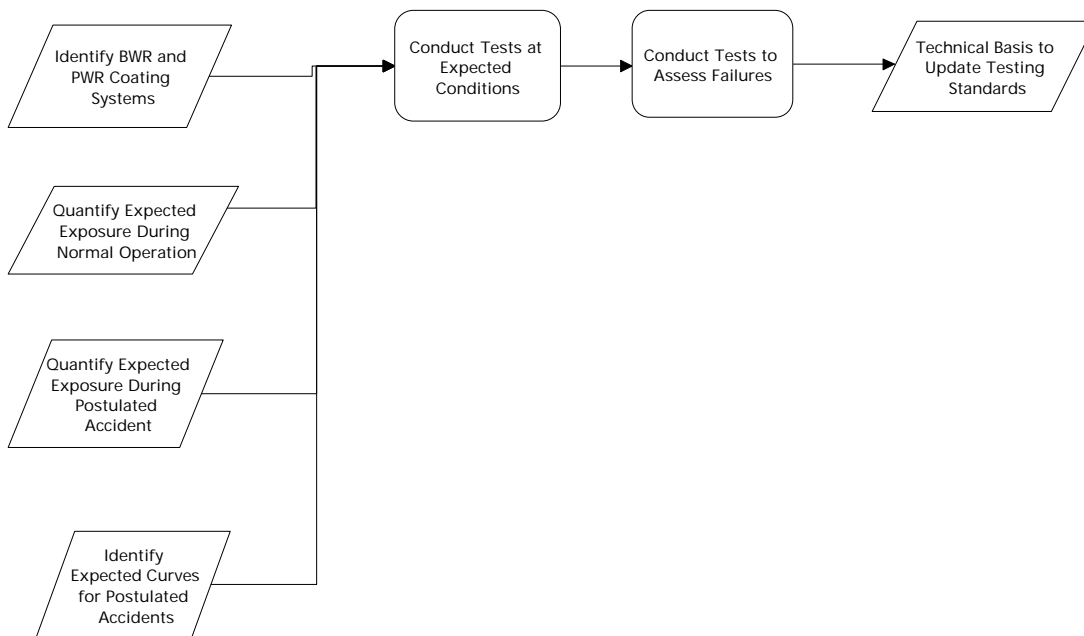 Identify BWR and
PWR Coating
Systems
Conduct Tests at
Expected
Conditions
Conduct Tests to
Assess Failures
Technical Basis to
Update Testing
Standards
Quantify Expected
Exposure During
Normal Operation
Quantify Expected
Exposure During
Postulated
Accident
Identify
Expected Curves
for Postulated
Accidents